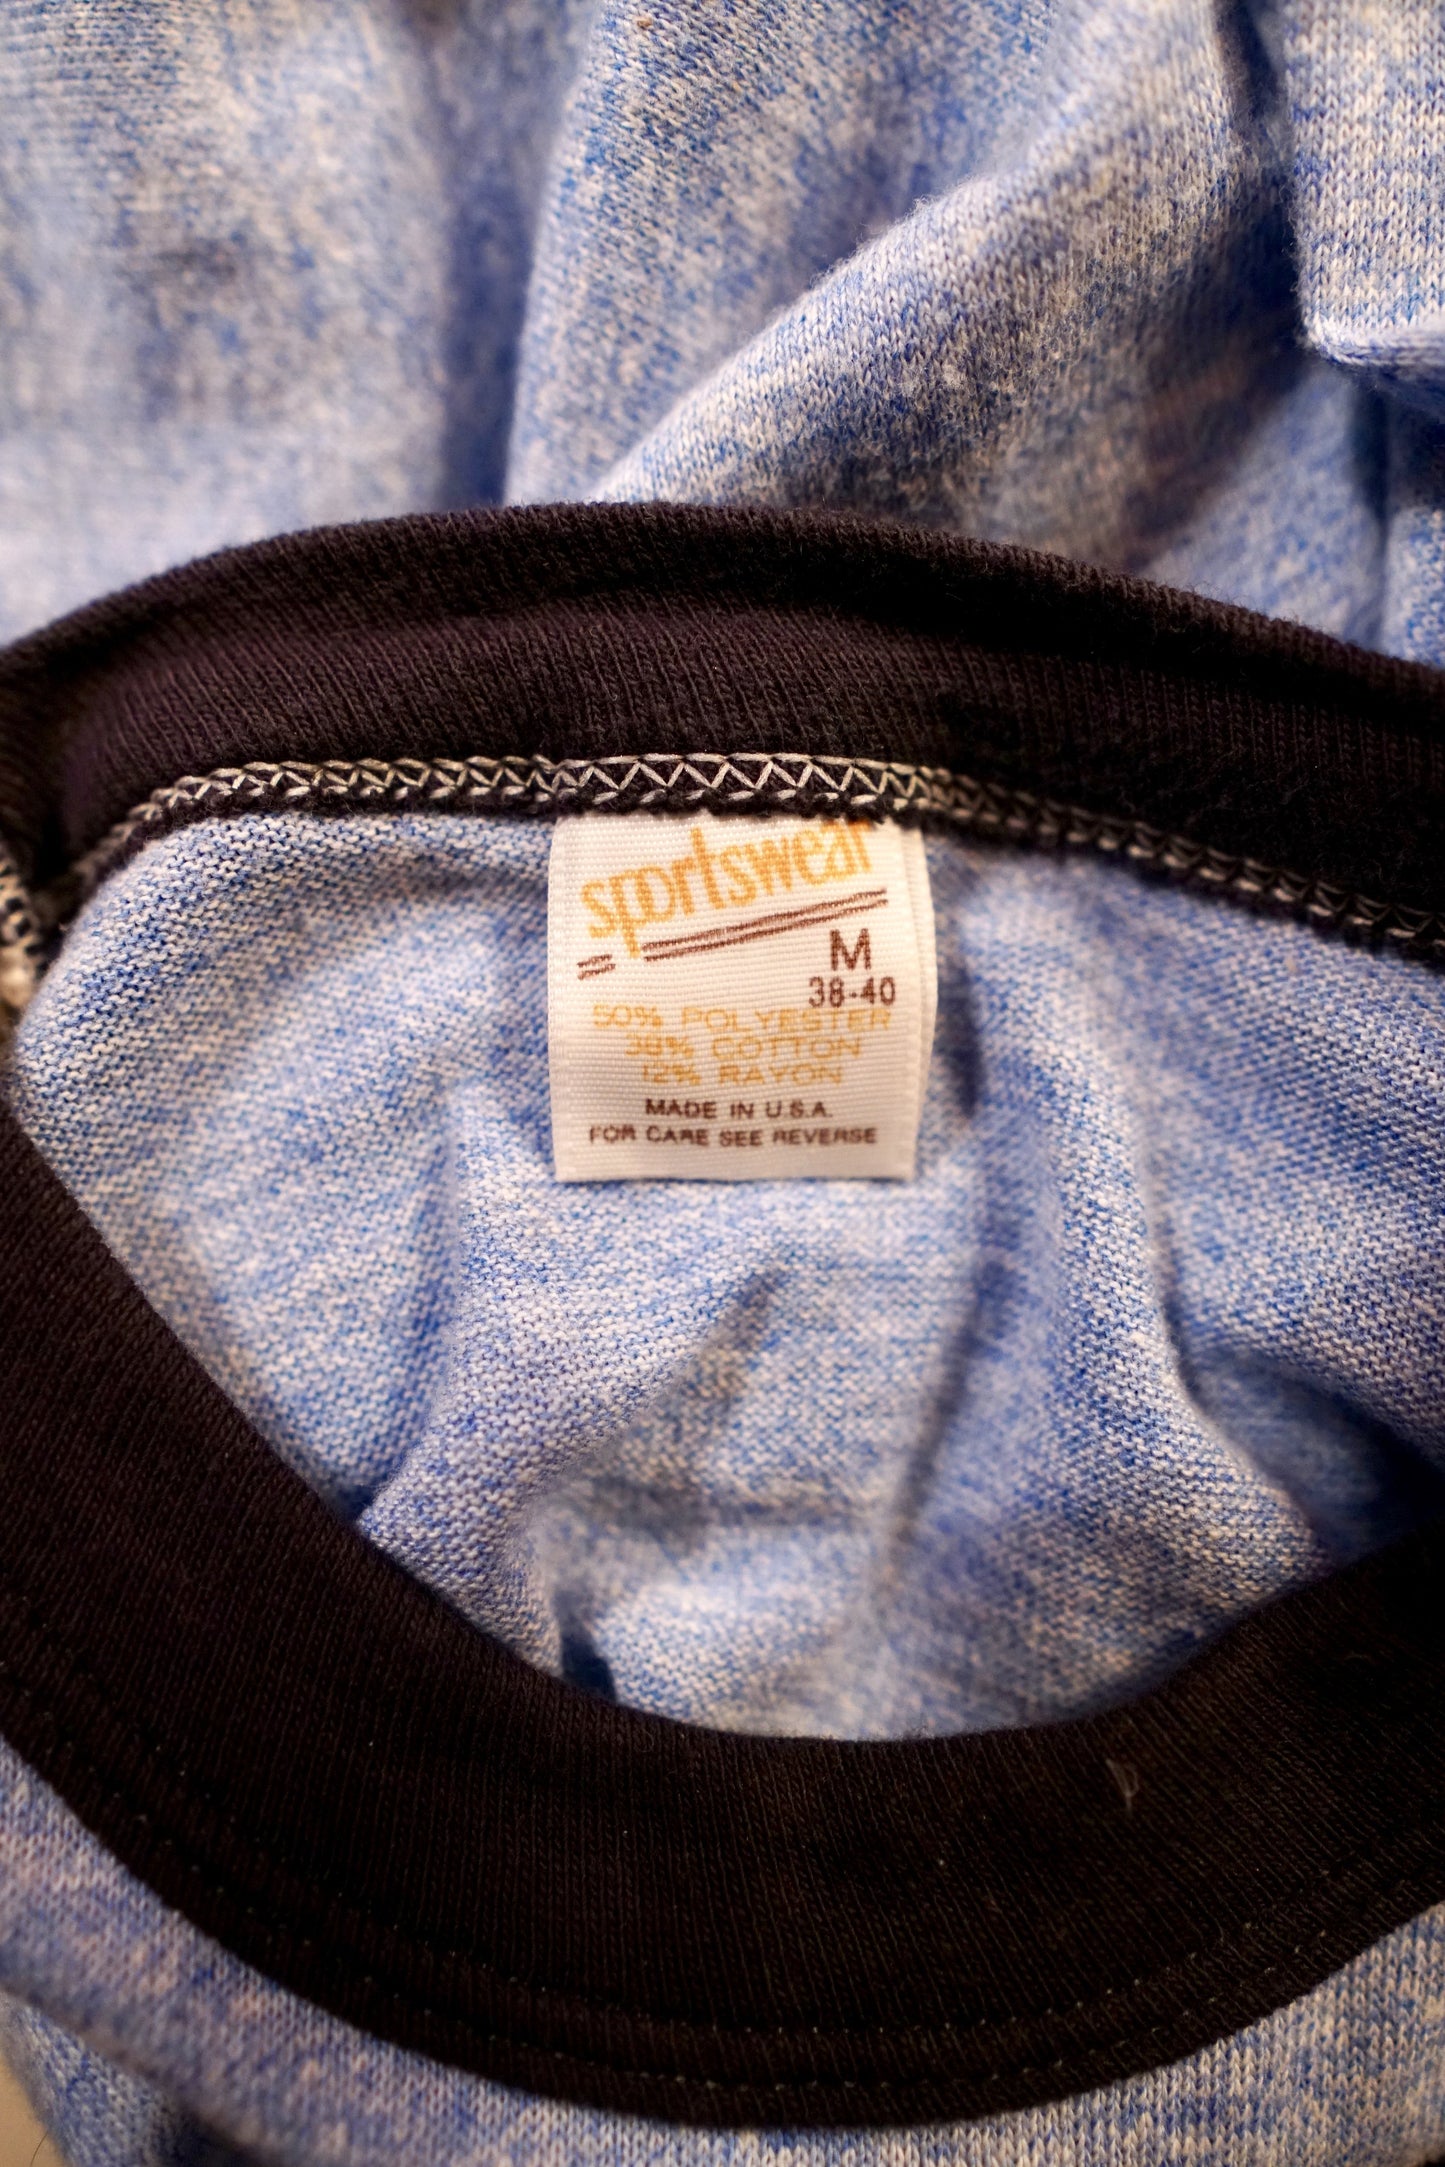 sportswear
M
38-40
50% POLYESTER
38% COTTON
12% RAYON
MADE IN U.S.A.
FOR CARE SEE REVERSE